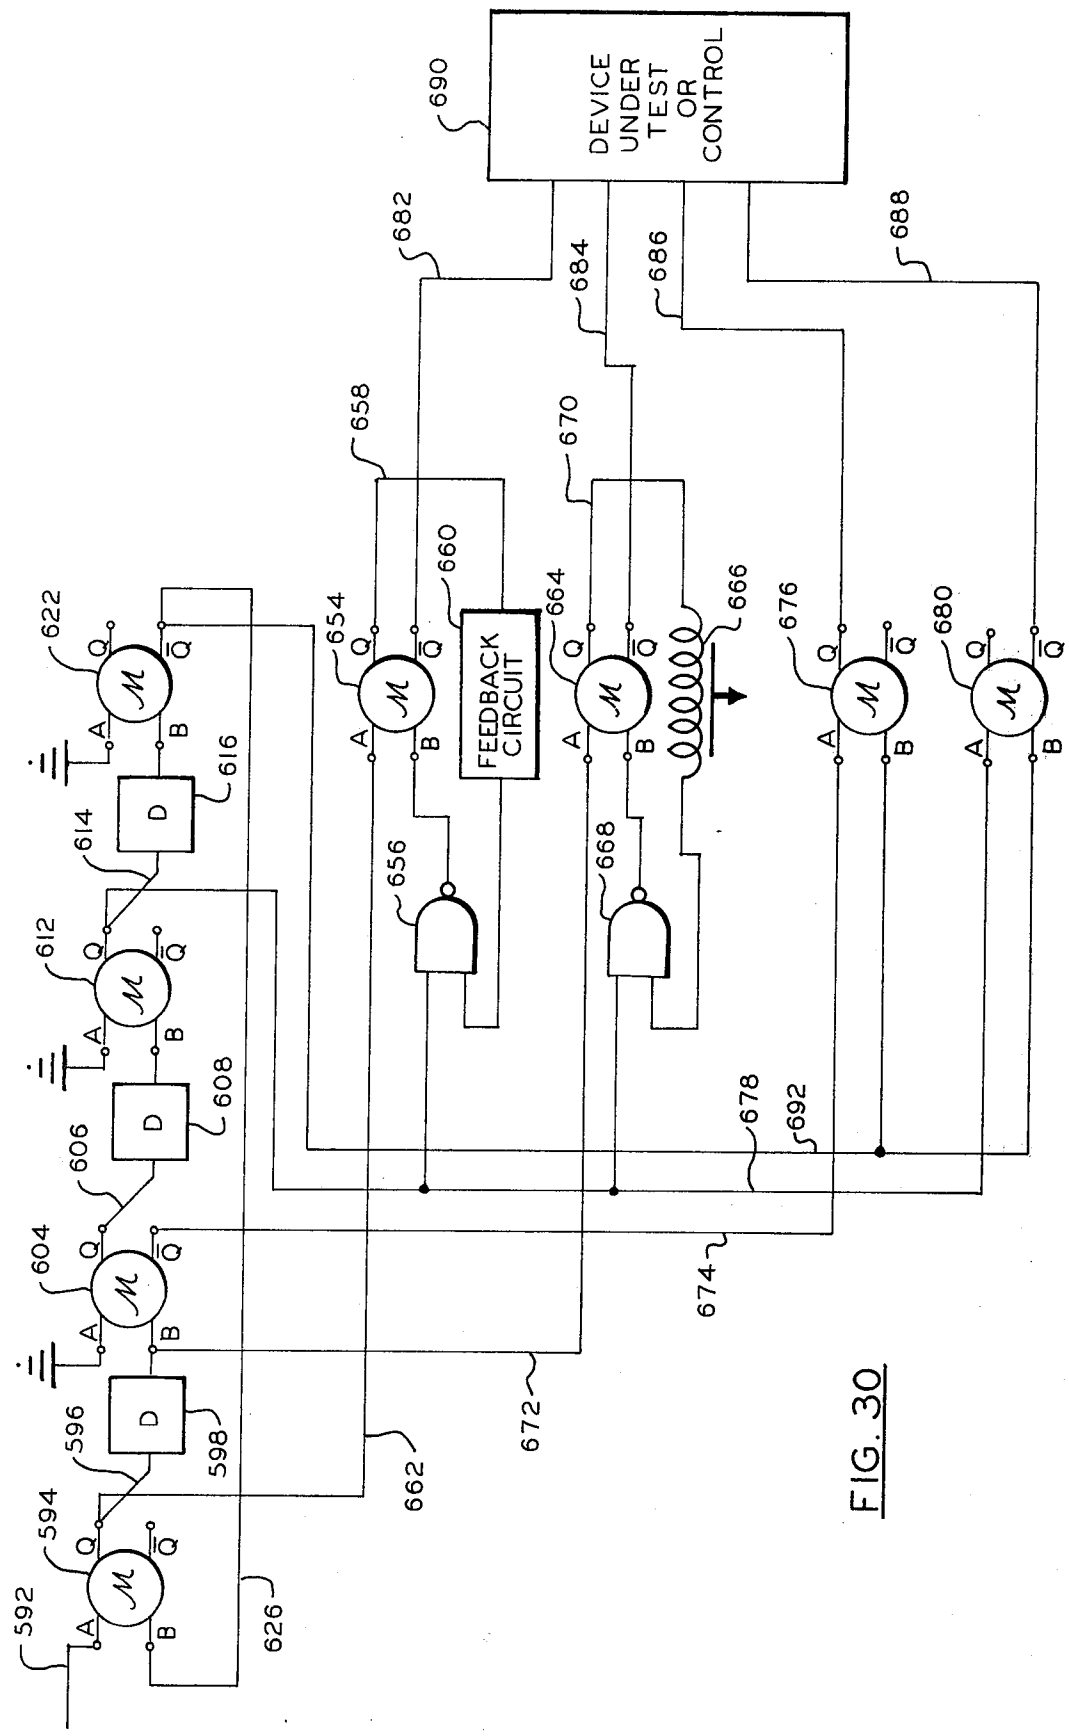 592
594
A
M
Q
B
Q
596
D
598
604
A
M
Q
B
Q
606
D
608
612
A
M
Q
B
Q
614
D
616
622
A
M
Q
B
Q
626
662
672
674
678
692
654
A
M
Q
B
Q
656
658
FEEDBACK
CIRCUIT
660
664
A
M
Q
B
Q
666
668
670
676
A
M
Q
B
Q
680
A
M
Q
B
Q
682
684
686
688
690
DEVICE
UNDER
TEST
OR
CONTROL
FIG. 30